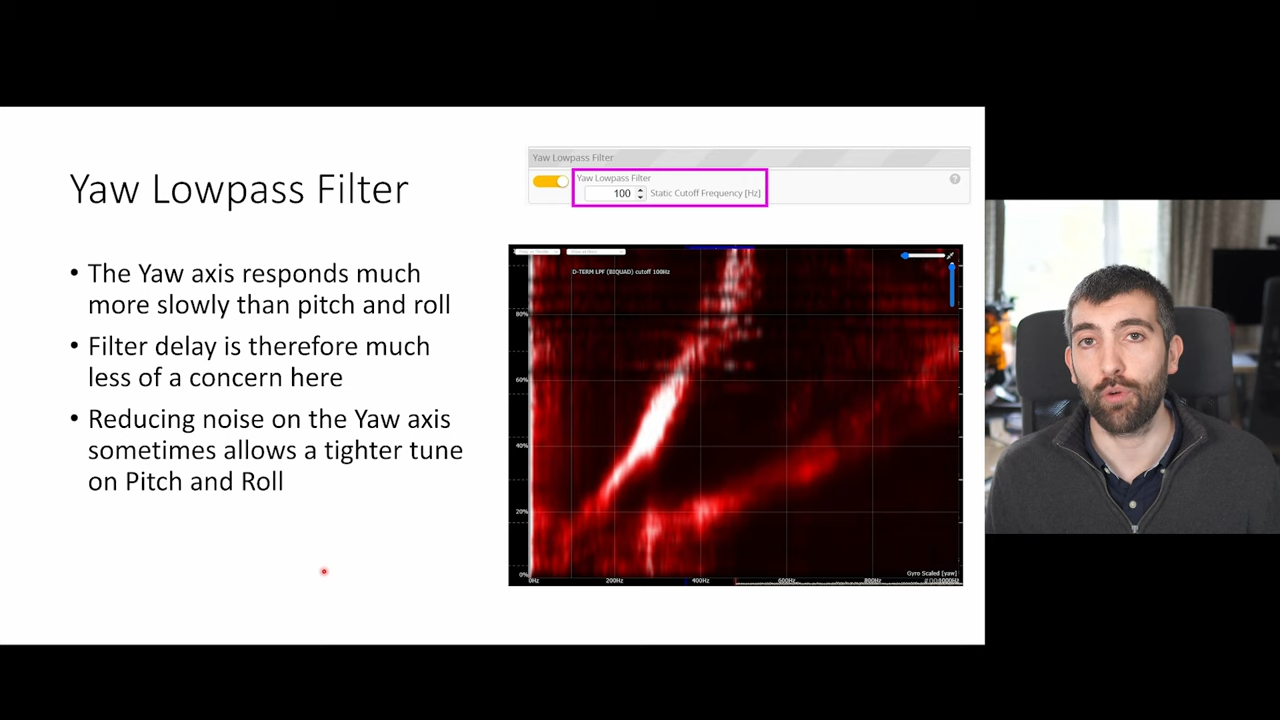 Yaw Lowpass Filter
• The Yaw axis responds much
more slowly than pitch and roll
• Filter delay is therefore much
less of a concern here
• Reducing noise on the Yaw axis
sometimes allows a tighter tune
on Pitch and Roll
Yaw Lowpass Filter
Yaw Lowpass Filter
100 Static Cutoff Frequency [Hz]
?
D-TERM LPF (BIQUAD) cutoff 100Hz
80%
60%
40%
20%
0%
Gyro Scaled [yaw]
0Hz 200Hz 400Hz 600Hz 800Hz